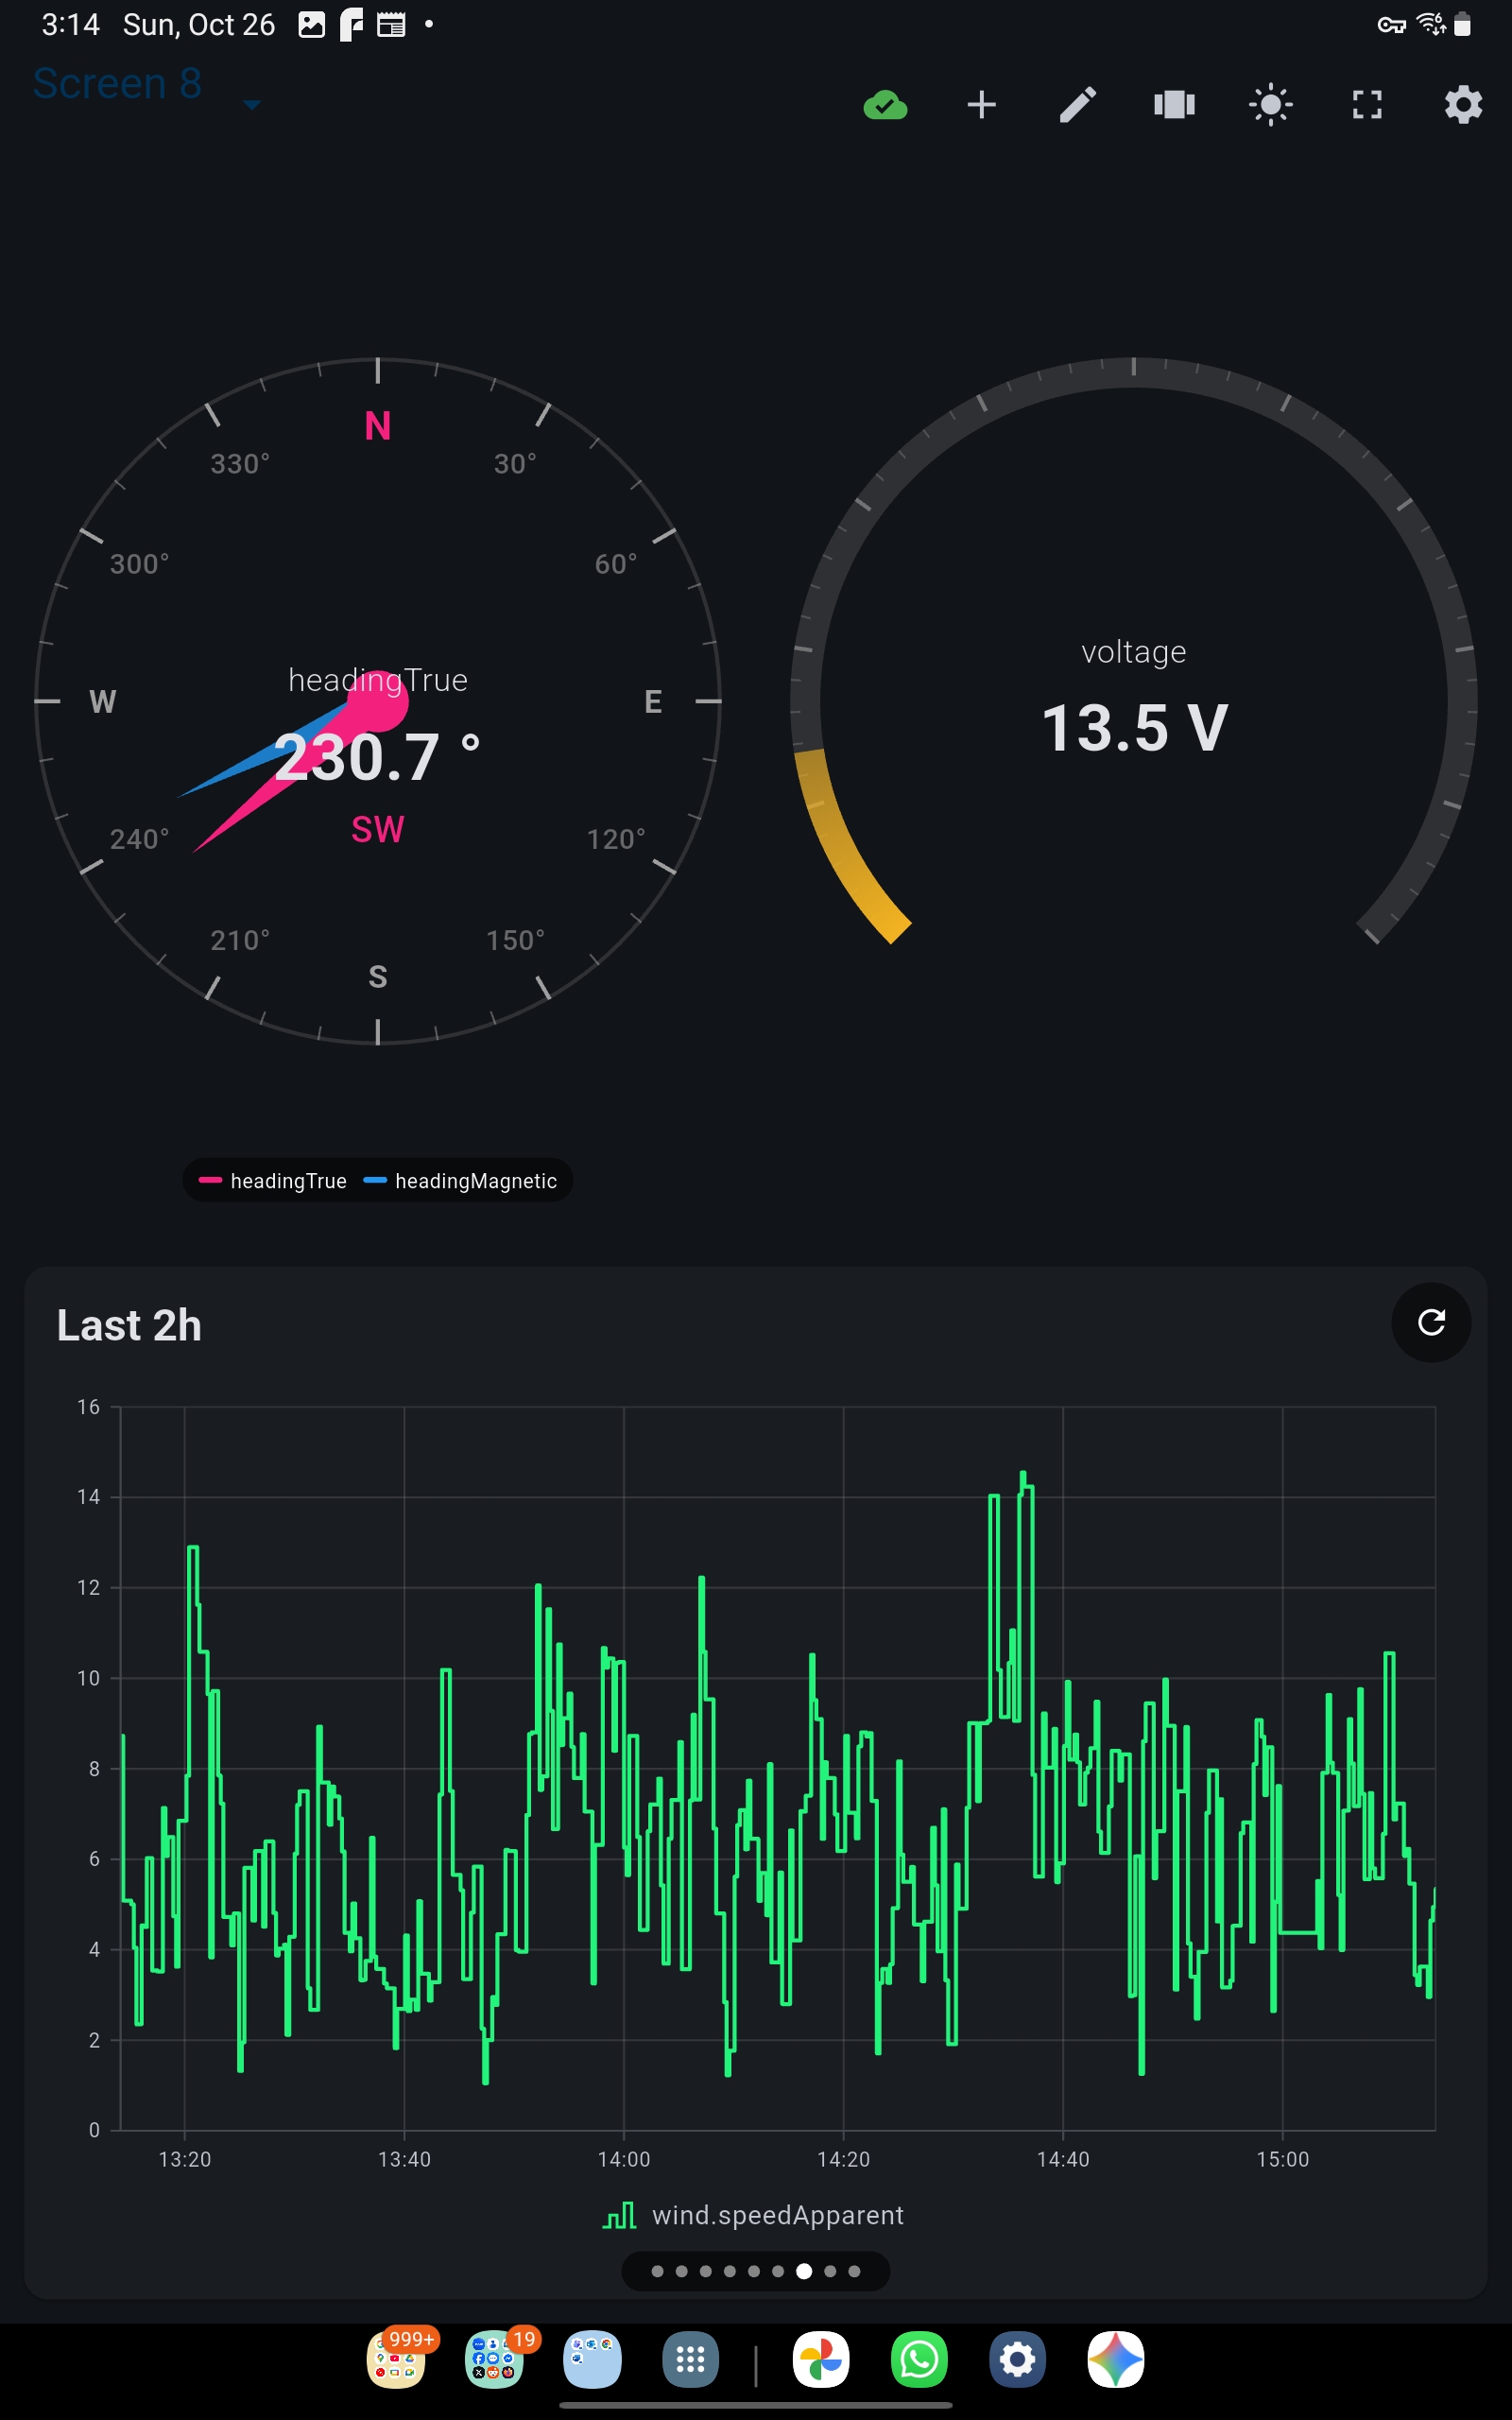 3:14 Sun, Oct 26
Screen 8
N
330° 30°
300° 60°
headingTrue
W E
230.7 °
SW
240° 120°
210° 150°
S
voltage
13.5 V
headingTrue headingMagnetic
Last 2h
16
14
12
10
8
6
4
2
0
13:20 13:40 14:00 14:20 14:40 15:00
wind.speedApparent
999+ 19